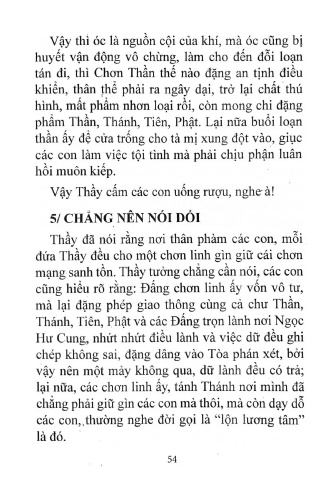 Vậy thì óc là nguồn cội của khí, mà óc cũng bị
huyết vận động vô chừng, làm cho đến đỗi loạn
tán đi, thì Chơn Thần thế nào đặng an tịnh điều
khiển, thân thể phải ra ngây dại, trở lại chất thú
hình, mất phẩm nhơn loại rồi, còn mong chi đặng
phẩm Thần, Thánh, Tiên, Phật. Lại nữa buổi loạn
thần ấy để cửa trống cho tà mị xung đột vào, giục
các con làm việc tội tình mà phải chịu phận luân
hồi muôn kiếp.
Vậy Thầy cấm các con uống rượu, nghe à!
5/ CHẲNG NÊN NÓI DỐI
Thầy đã nói rằng nơi thân phàm các con, mỗi
đứa Thầy đều cho một chơn linh gìn giữ cái chơn
mạng sanh tồn. Thầy tưởng chẳng cần nói, các con
cũng hiểu rõ rằng: Đấng chơn linh ấy vốn vô tư,
mà lại đặng phép giao thông cùng cả chư Thần,
Thánh, Tiên, Phật và các Đấng trọn lành nơi Ngọc
Hư Cung, nhứt nhứt điều lành và việc dữ đều ghi
chép không sai, đặng dâng vào Tòa phán xét, bởi
vậy nên một mảy không qua, dữ lành đều có trả;
lại nữa, các chơn linh ấy, tánh Thánh nơi mình đã
chẳng phải giữ gìn các con mà thôi, mà còn dạy dỗ
các con, thường nghe đời gọi là “lộn lương tâm”
là đó.
54